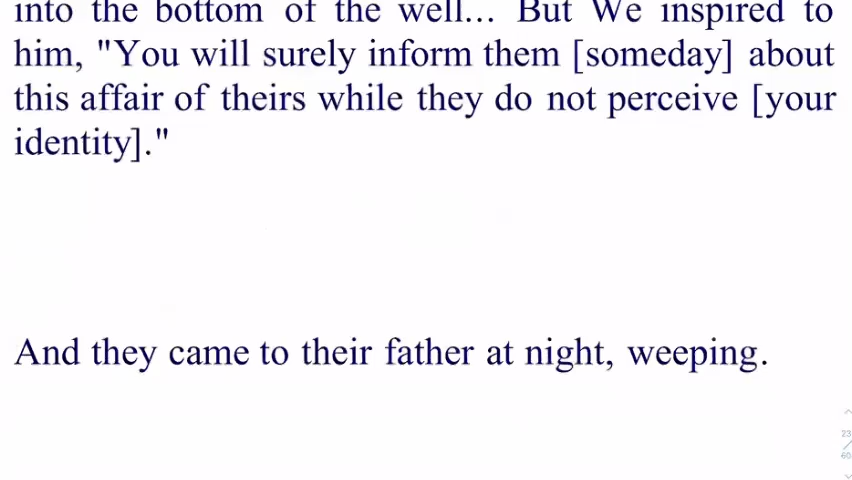 into the bottom of the well... But We inspired to
him, "You will surely inform them [someday] about
this affair of theirs while they do not perceive [your
identity]."
And they came to their father at night, weeping.
23
60